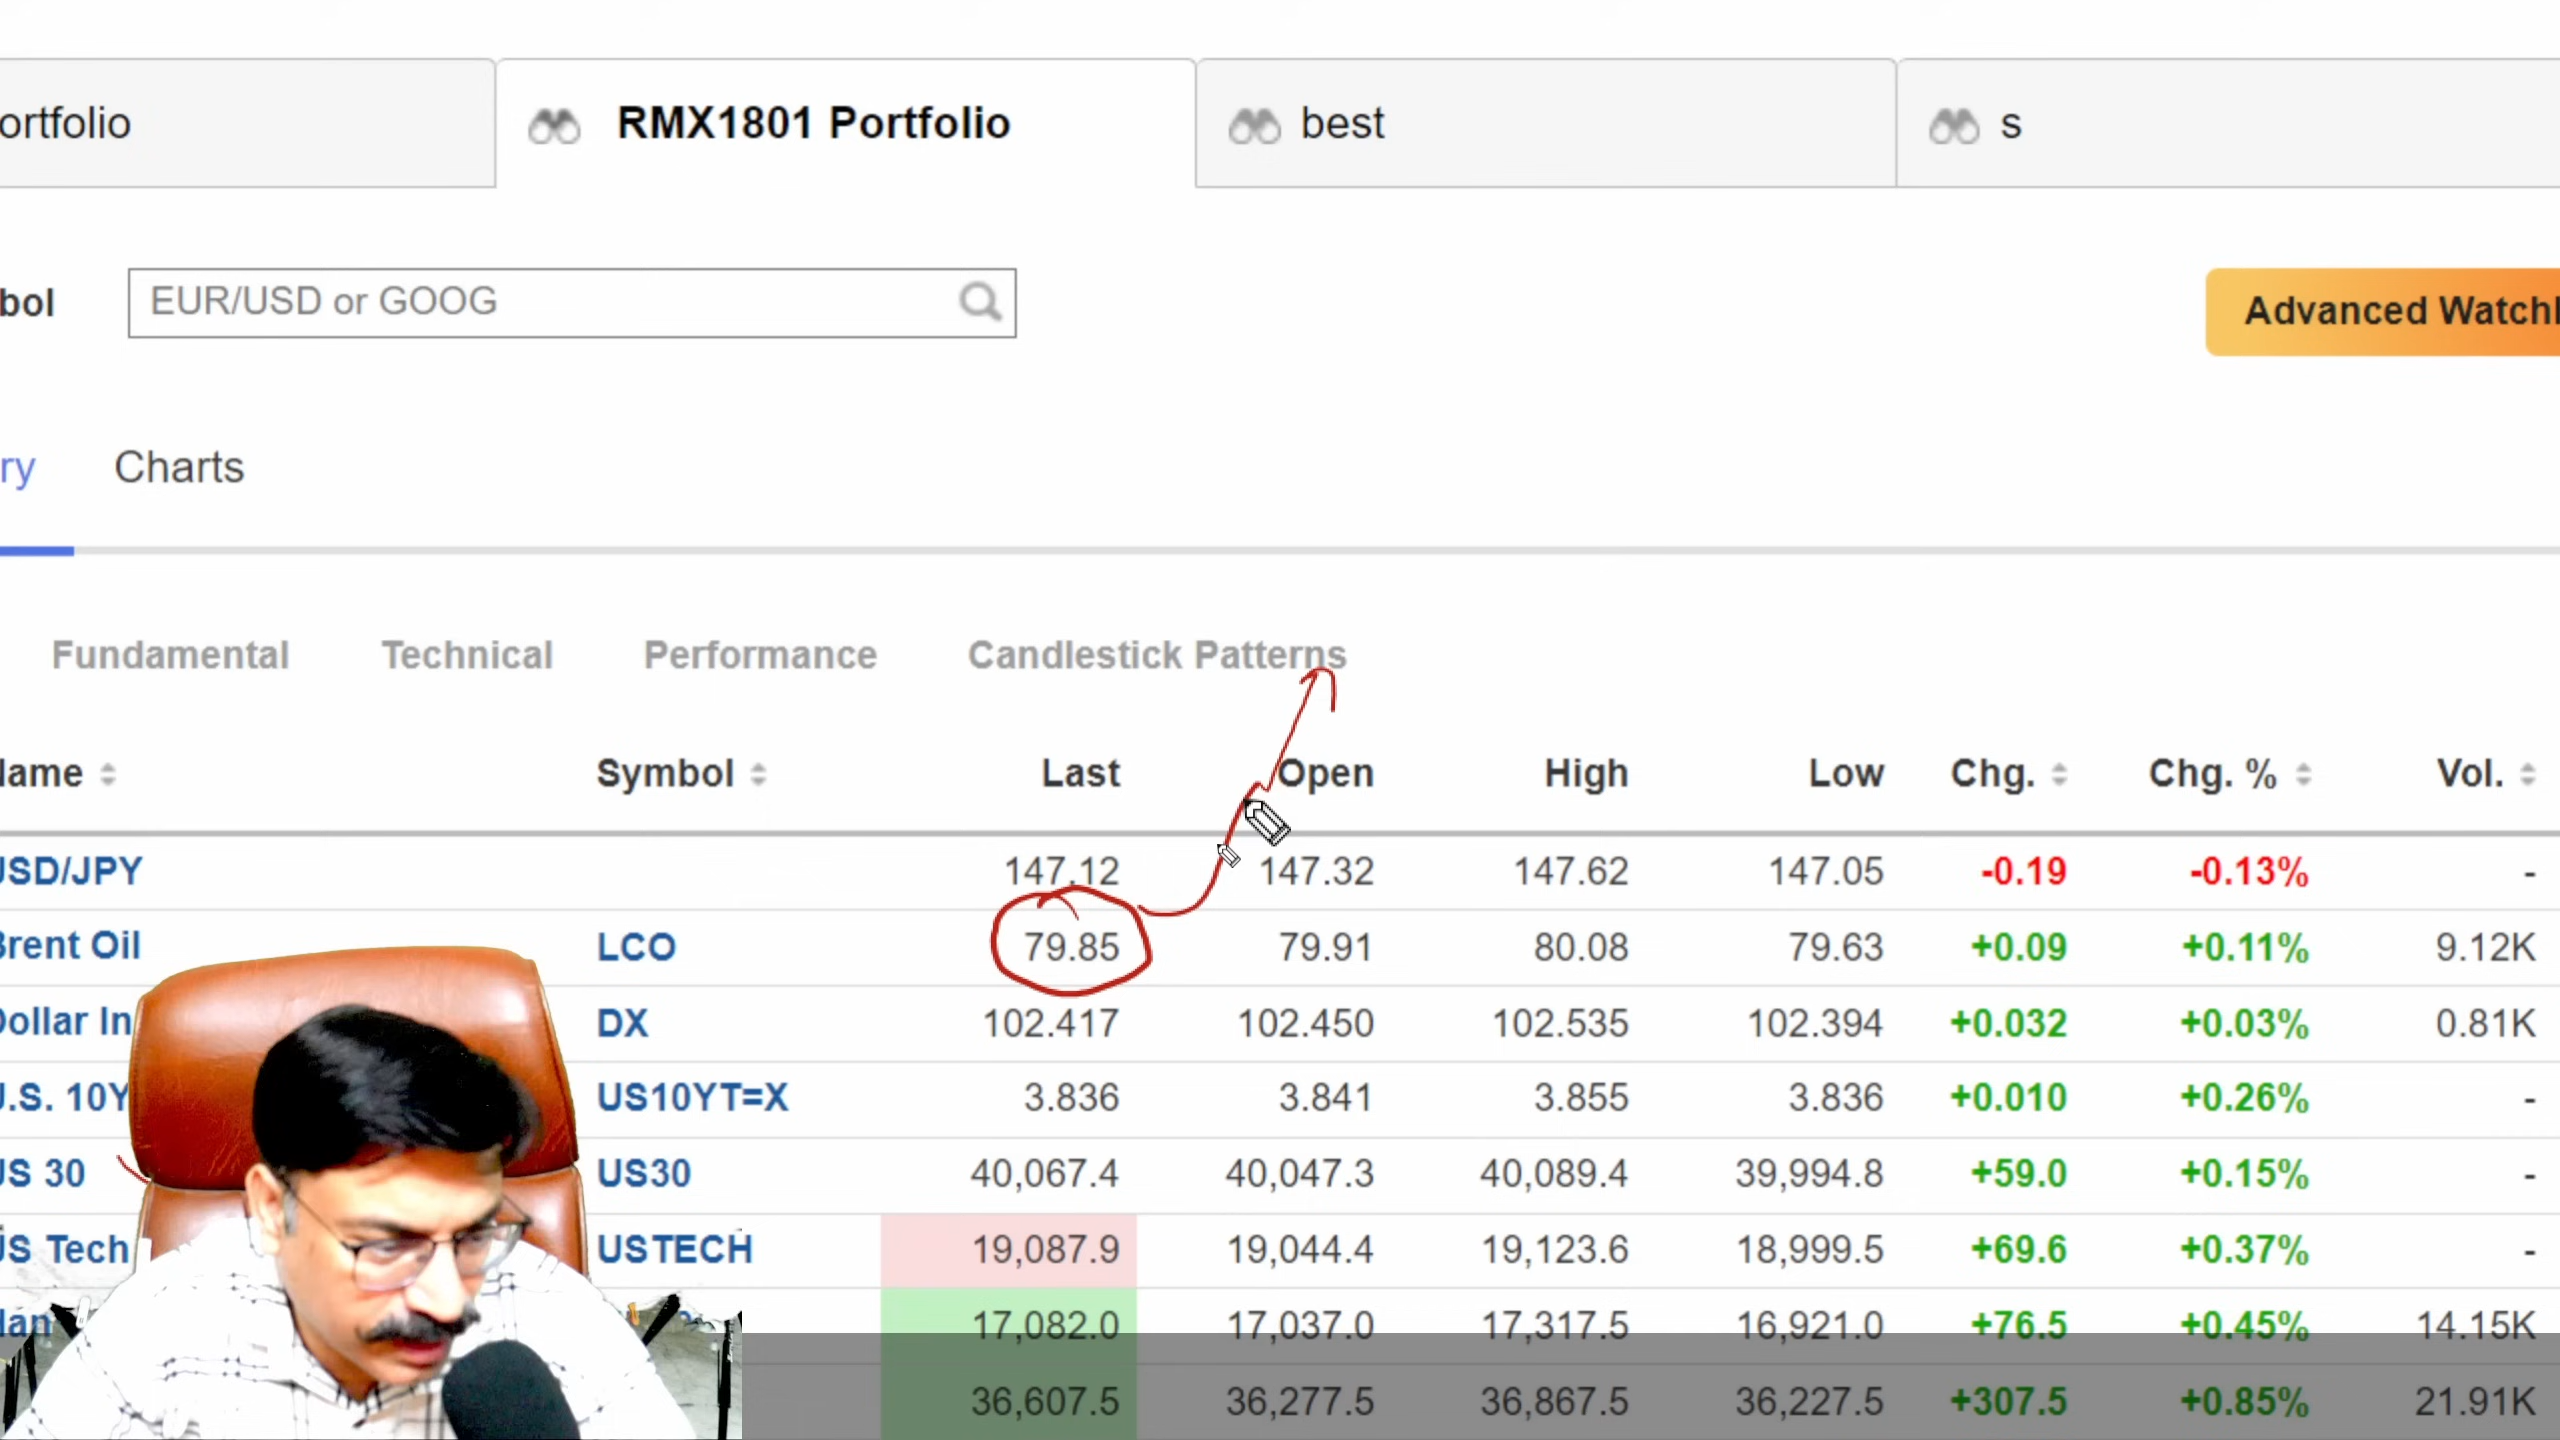 ortfolio
RMX1801 Portfolio
best
s
bol
EUR/USD or GOOG
Advanced Watchl
ry
Charts
Fundamental Technical Performance Candlestick Patterns
ame Symbol Last Open High Low Chg. Chg. % Vol.
USD/JPY 147.12 147.32 147.62 147.05 -0.19 -0.13% -
Brent Oil LCO 79.85 79.91 80.08 79.63 +0.09 +0.11% 9.12K
Dollar In DX 102.417 102.450 102.535 102.394 +0.032 +0.03% 0.81K
U.S. 10Y US10YT=X 3.836 3.841 3.855 3.836 +0.010 +0.26% -
US 30 US30 40,067.4 40,047.3 40,089.4 39,994.8 +59.0 +0.15% -
US Tech USTECH 19,087.9 19,044.4 19,123.6 18,999.5 +69.6 +0.37% -
an 17,082.0 17,037.0 17,317.5 16,921.0 +76.5 +0.45% 14.15K
36,607.5 36,277.5 36,867.5 36,227.5 +307.5 +0.85% 21.91K